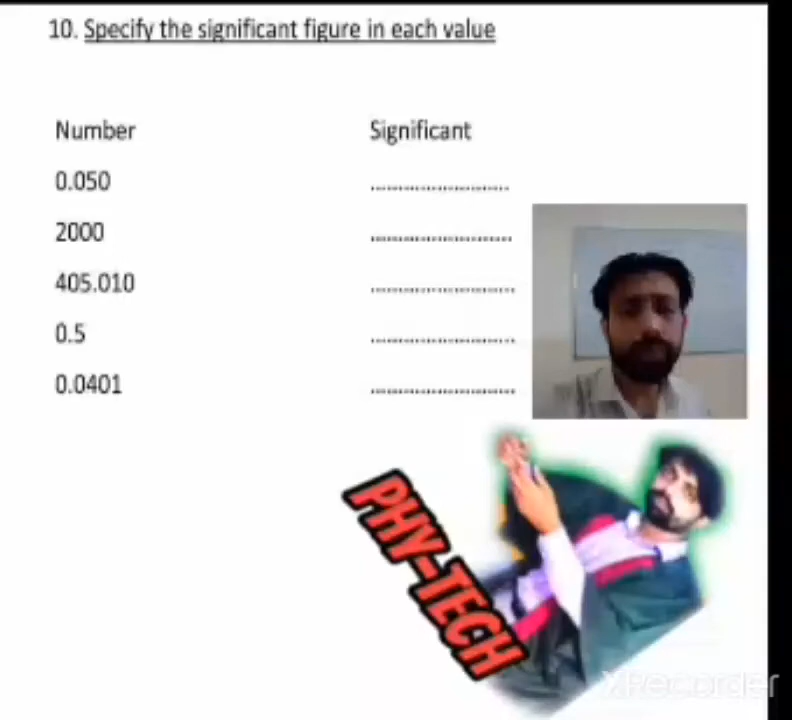 10. Specify the significant figure in each value
Number Significant
0.050 ............................
2000 ............................
405.010 ............................
0.5 ............................
0.0401 ............................
PHY-TECH
XRecorder